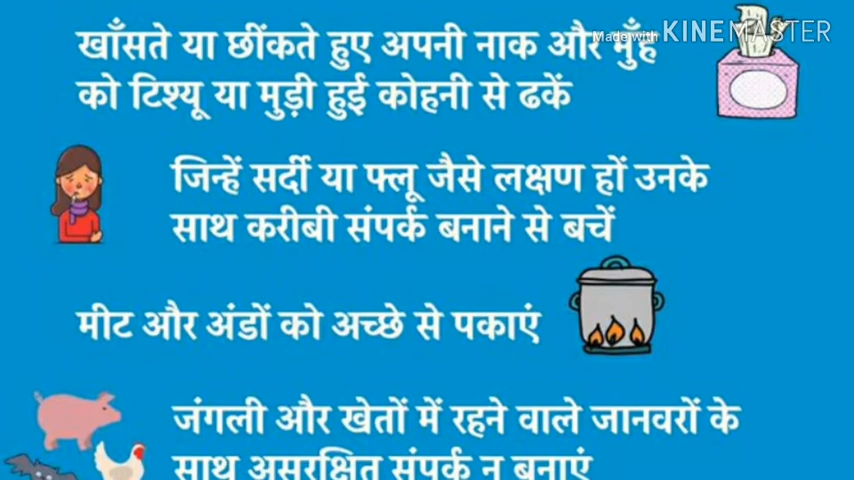 खाँसते या छींकते हुए अपनी नाक और मुँह
Made with KINEMASTER
को टिश्यू या मुड़ी हुई कोहनी से ढकें
जिन्हें सर्दी या फ्लू जैसे लक्षण हों उनके
साथ करीबी संपर्क बनाने से बचें
मीट और अंडों को अच्छे से पकाएं
जंगली और खेतों में रहने वाले जानवरों के
साथ असुरक्षित संपर्क न बनाएं